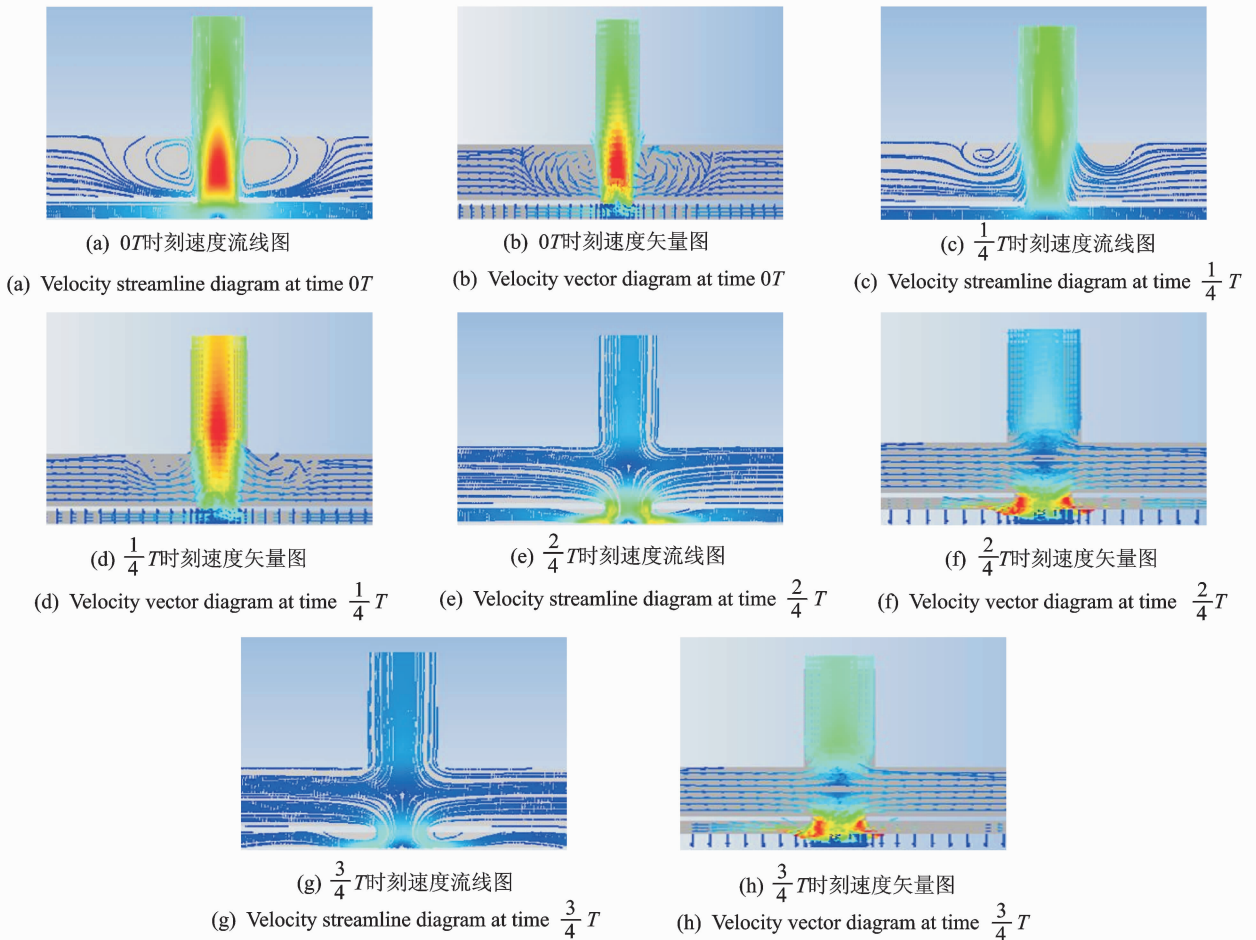 (a) 0T时刻速度流线图
(a) Velocity streamline diagram at time 0T
(b) 0T时刻速度矢量图
(b) Velocity vector diagram at time 0T
(c) 1/4 T时刻速度流线图
(c) Velocity streamline diagram at time 1/4 T
(d) 1/4 T时刻速度矢量图
(d) Velocity vector diagram at time 1/4 T
(e) 2/4 T时刻速度流线图
(e) Velocity streamline diagram at time 2/4 T
(f) 2/4 T时刻速度矢量图
(f) Velocity vector diagram at time 2/4 T
(g) 3/4 T时刻速度流线图
(g) Velocity streamline diagram at time 3/4 T
(h) 3/4 T时刻速度矢量图
(h) Velocity vector diagram at time 3/4 T